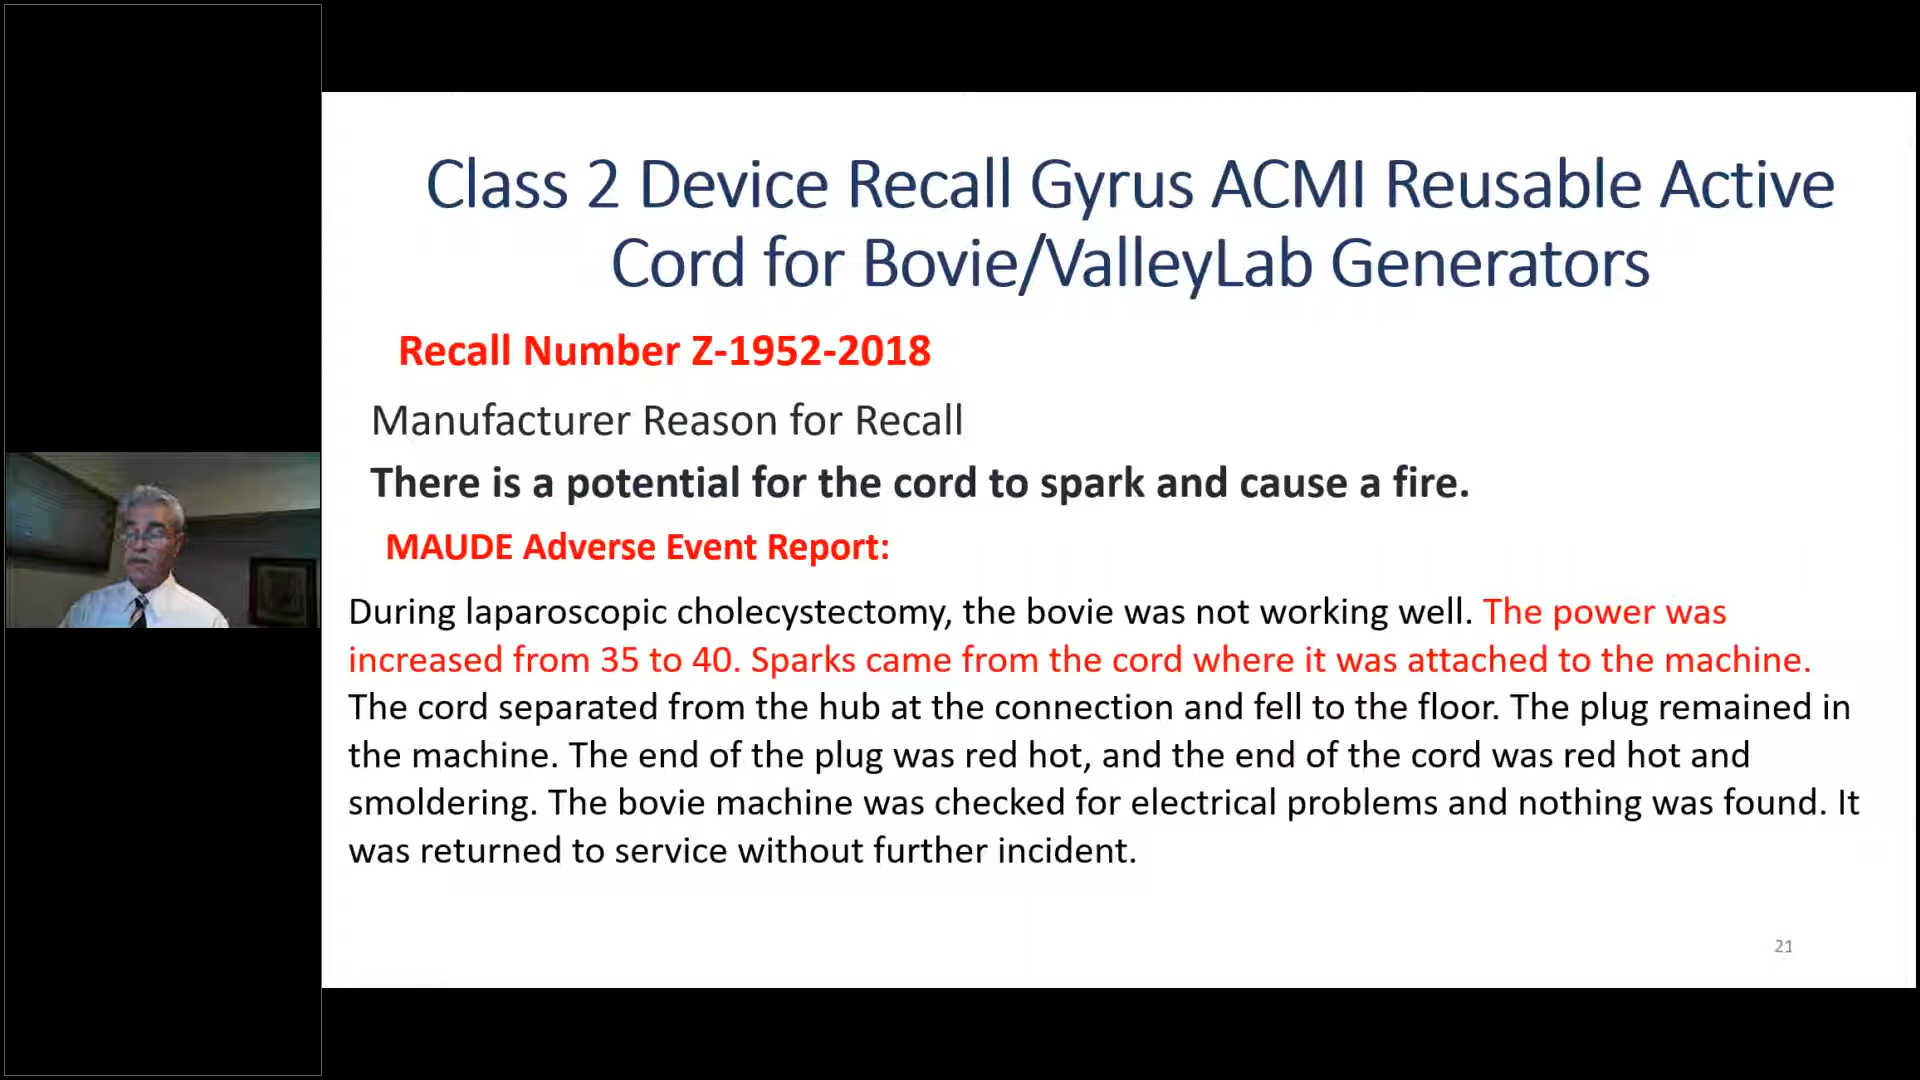 Class 2 Device Recall Gyrus ACMI Reusable Active
Cord for Bovie/ValleyLab Generators
Recall Number Z-1952-2018
Manufacturer Reason for Recall
There is a potential for the cord to spark and cause a fire.
MAUDE Adverse Event Report:
During laparoscopic cholecystectomy, the bovie was not working well. The power was
increased from 35 to 40. Sparks came from the cord where it was attached to the machine.
The cord separated from the hub at the connection and fell to the floor. The plug remained in
the machine. The end of the plug was red hot, and the end of the cord was red hot and
smoldering. The bovie machine was checked for electrical problems and nothing was found. It
was returned to service without further incident.
21